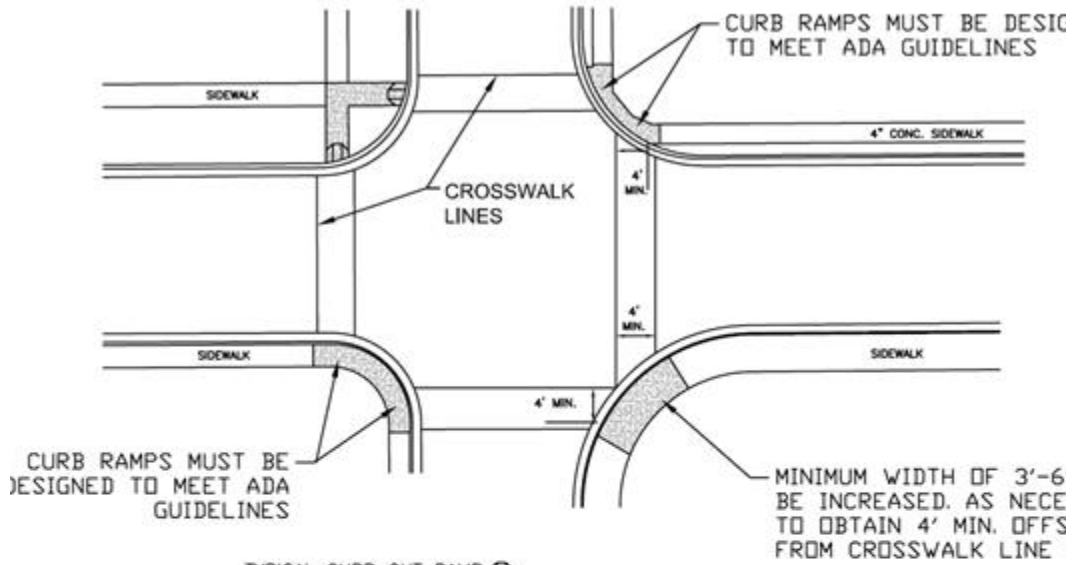 CURB RAMPS MUST BE DESIG
TO MEET ADA GUIDELINES
SIDEWALK
4" CONC. SIDEWALK
4'
MIN.
CROSSWALK
LINES
4'
MIN.
SIDEWALK
SIDEWALK
4' MIN.
CURB RAMPS MUST BE
DESIGNED TO MEET ADA
GUIDELINES
MINIMUM WIDTH OF 3'-6
BE INCREASED. AS NECE
TO OBTAIN 4' MIN. OFFS
FROM CROSSWALK LINE